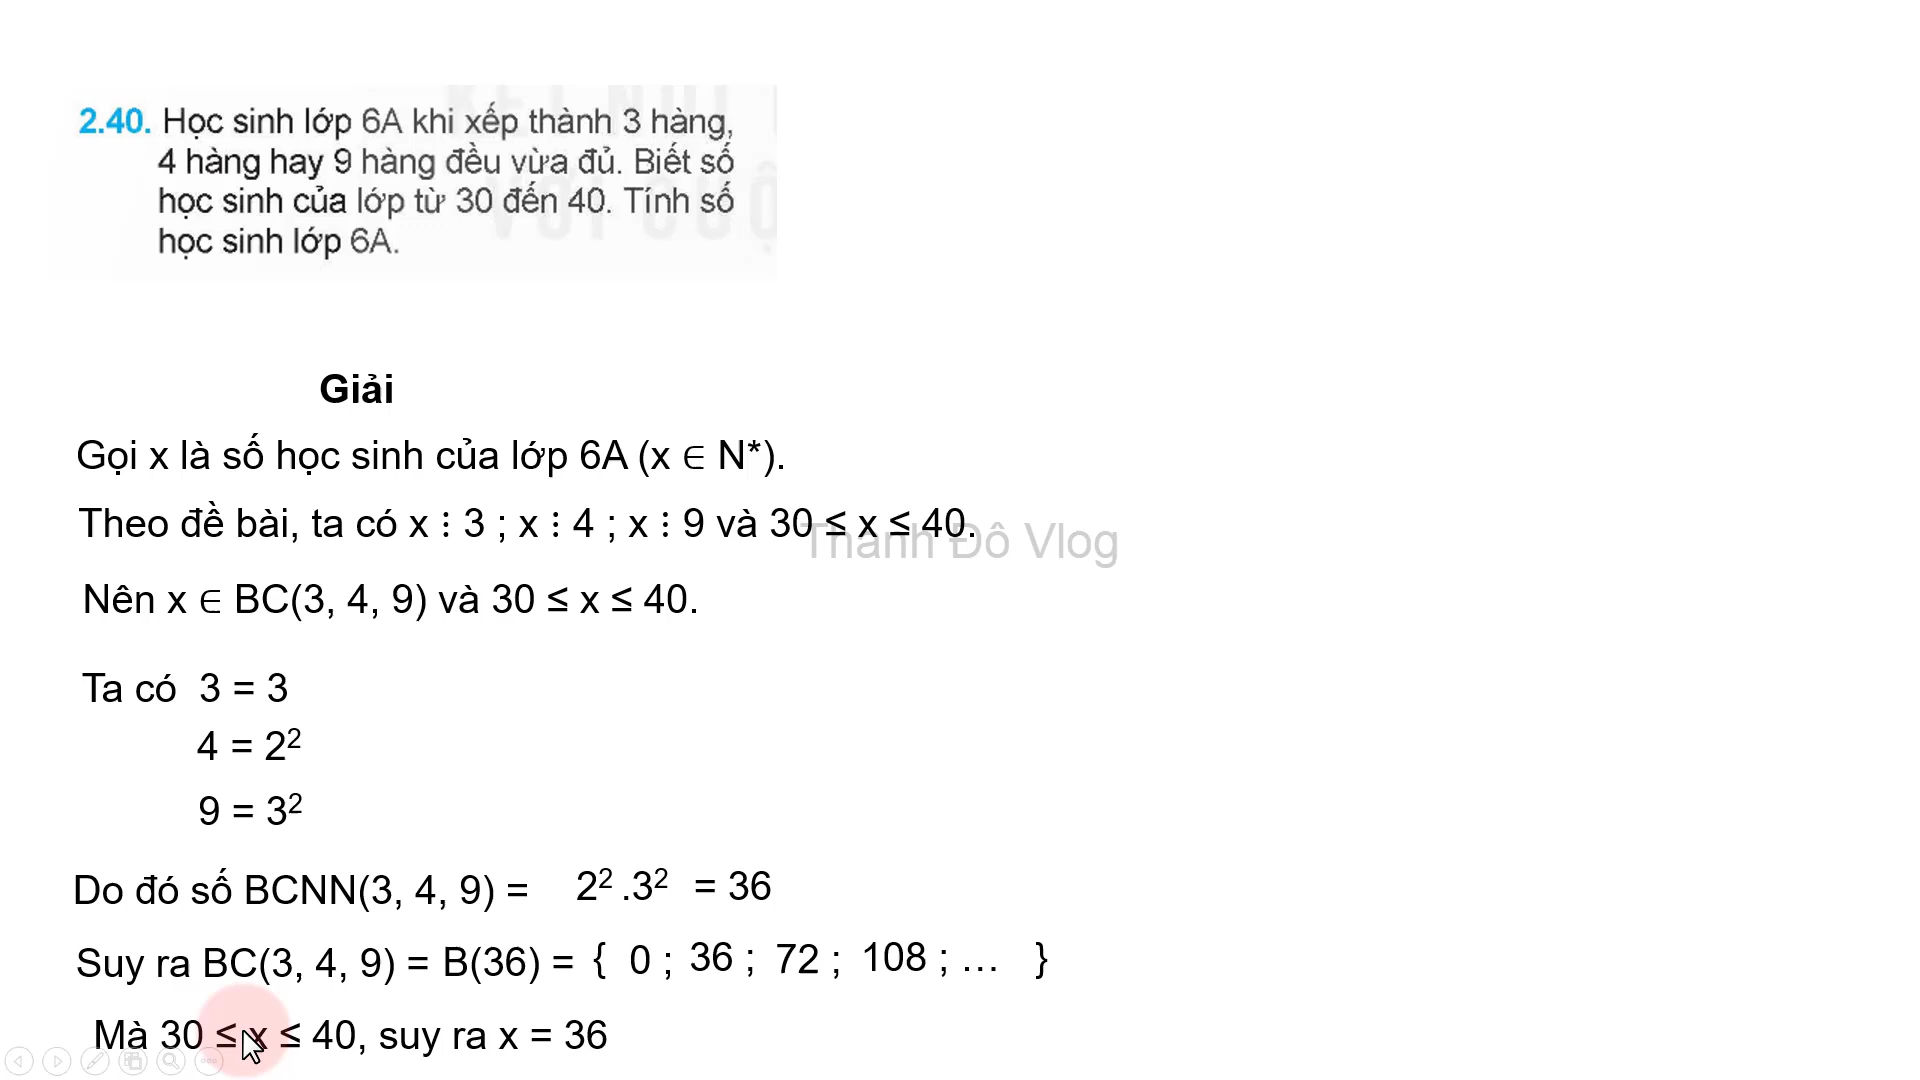 2.40. Học sinh lớp 6A khi xếp thành 3 hàng,
4 hàng hay 9 hàng đều vừa đủ. Biết số
học sinh của lớp từ 30 đến 40. Tính số
học sinh lớp 6A.
Giải
Gọi x là số học sinh của lớp 6A (x ∈ N*).
Theo đề bài, ta có x ⋮ 3 ; x ⋮ 4 ; x ⋮ 9 và 30 ≤ x ≤ 40.
Thanh Đô Vlog
Nên x ∈ BC(3, 4, 9) và 30 ≤ x ≤ 40.
Ta có 3 = 3
4 = 2²
9 = 3²
Do đó số BCNN(3, 4, 9) = 2² .3² = 36
Suy ra BC(3, 4, 9) = B(36) = { 0 ; 36 ; 72 ; 108 ; … }
Mà 30 ≤ x ≤ 40, suy ra x = 36